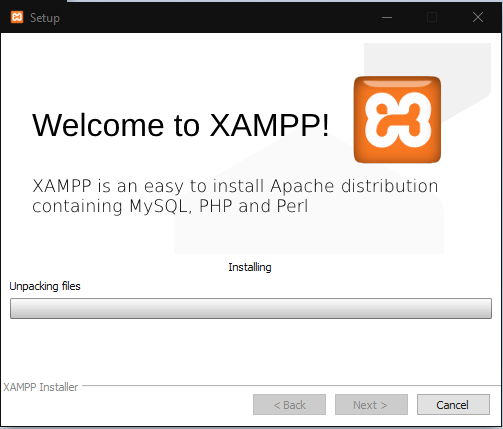 Setup
Welcome to XAMPP!
XAMPP is an easy to install Apache distribution
containing MySQL, PHP and Perl
Installing
Unpacking files
XAMPP Installer
< Back
Next >
Cancel